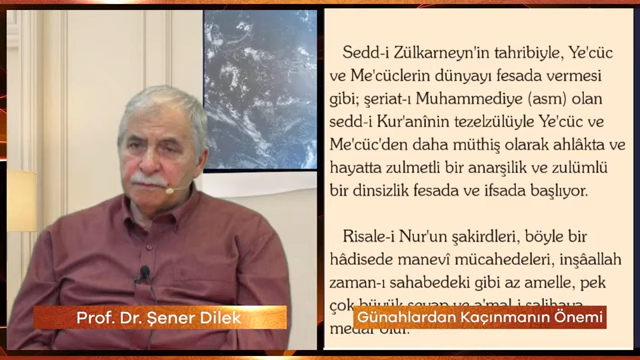 Sedd-i Zülkarneyn'in tahribiyle, Ye'cüc
ve Me'cüclerin dünyayı fesada vermesi
gibi; şeriat-ı Muhammediye (asm) olan
sedd-i Kur'anînin tezelzülüyle Ye'cüc ve
Me'cüc'den daha müthiş olarak ahlâkta ve
hayatta zulmetli bir anarşilik ve zulümlü
bir dinsizlik fesada ve ifsada başlıyor.
Risale-i Nur'un şakirdleri, böyle bir
hâdisede manevî mücahedeleri, inşâallah
zaman-ı sahabedeki gibi az amelle, pek
Prof. Dr. Şener Dilek
Günahlardan Kaçınmanın Önemi